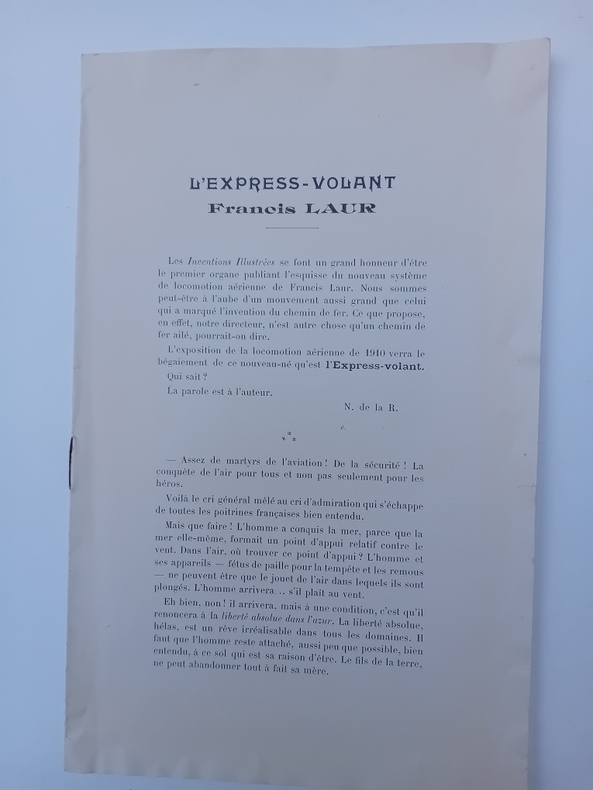 L'EXPRESS-VOLANT
Francis LAUR
Les Inventions Illustrées se font un grand honneur d'être
le premier organe publiant l'esquisse du nouveau système
de locomotion aérienne de Francis Laur. Nous sommes
peut-être à l'aube d'un mouvement aussi grand que celui
qui a marqué l'invention du chemin de fer. Ce que propose,
en effet, notre directeur, n'est autre chose qu'un chemin de
fer ailé, pourrait-on dire.
L'exposition de la locomotion aérienne de 1910 verra le
bégaiement de ce nouveau-né qu'est l'Express-volant.
Qui sait ?
La parole est à l'auteur.
N. de la R.
— Assez de martyrs de l'aviation ! De la sécurité ! La
conquête de l'air pour tous et non pas seulement pour les
héros.
Voilà le cri général mêlé au cri d'admiration qui s'échappe
de toutes les poitrines françaises bien entendu.
Mais que faire ! L'homme a conquis la mer, parce que la
mer elle-même, formait un point d'appui relatif contre le
vent. Dans l'air, où trouver ce point d'appui ? L'homme et
ses appareils — fétus de paille pour la tempête et les remous
— ne peuvent être que le jouet de l'air dans lequels ils sont
plongés. L'homme arrivera... s'il plaît au vent.
Eh bien, non ! il arrivera, mais à une condition, c'est qu'il
renoncera à la liberté absolue dans l'azur. La liberté absolue,
hélas, est un rêve irréalisable dans tous les domaines. Il
faut que l'homme reste attaché, aussi peu que possible, bien
entendu, à ce sol qui est sa raison d'être. Le fils de la terre,
ne peut abandonner tout à fait sa mère.